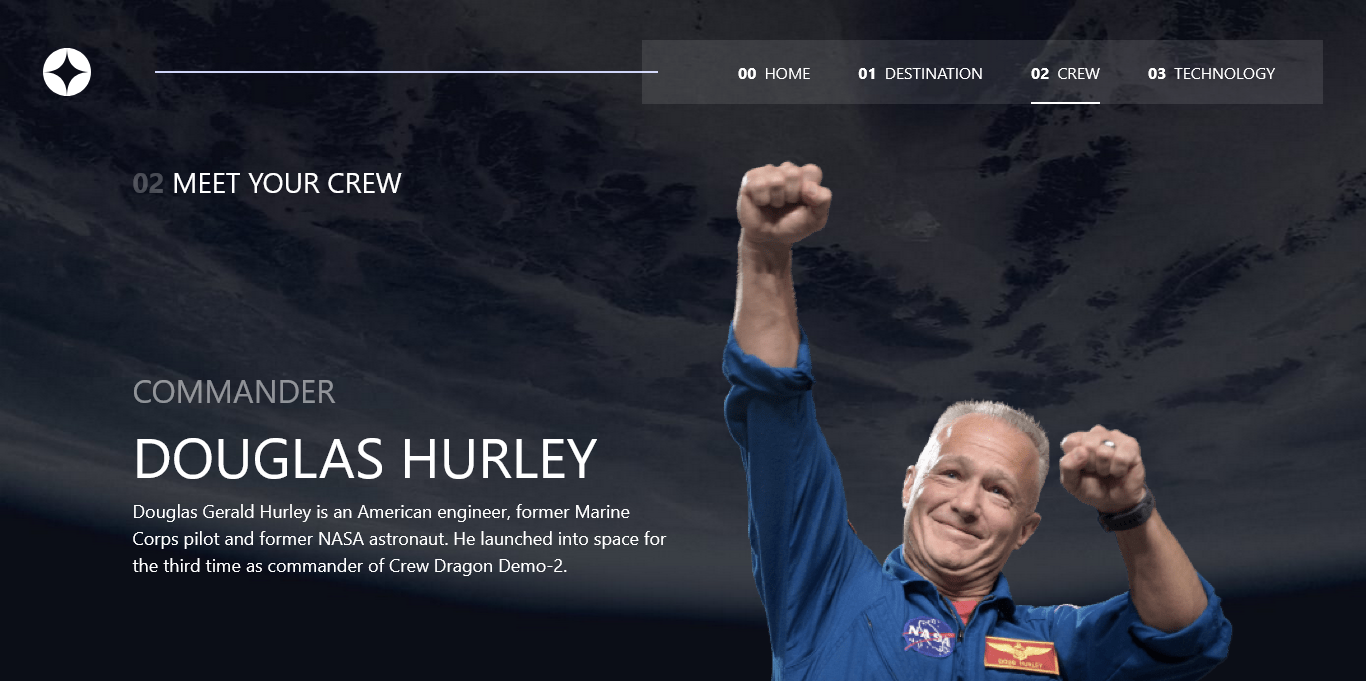 00 HOME 01 DESTINATION 02 CREW 03 TECHNOLOGY
02 MEET YOUR CREW
COMMANDER
DOUGLAS HURLEY
Douglas Gerald Hurley is an American engineer, former Marine
Corps pilot and former NASA astronaut. He launched into space for
the third time as commander of Crew Dragon Demo-2.
NASA
DOUG HURLEY